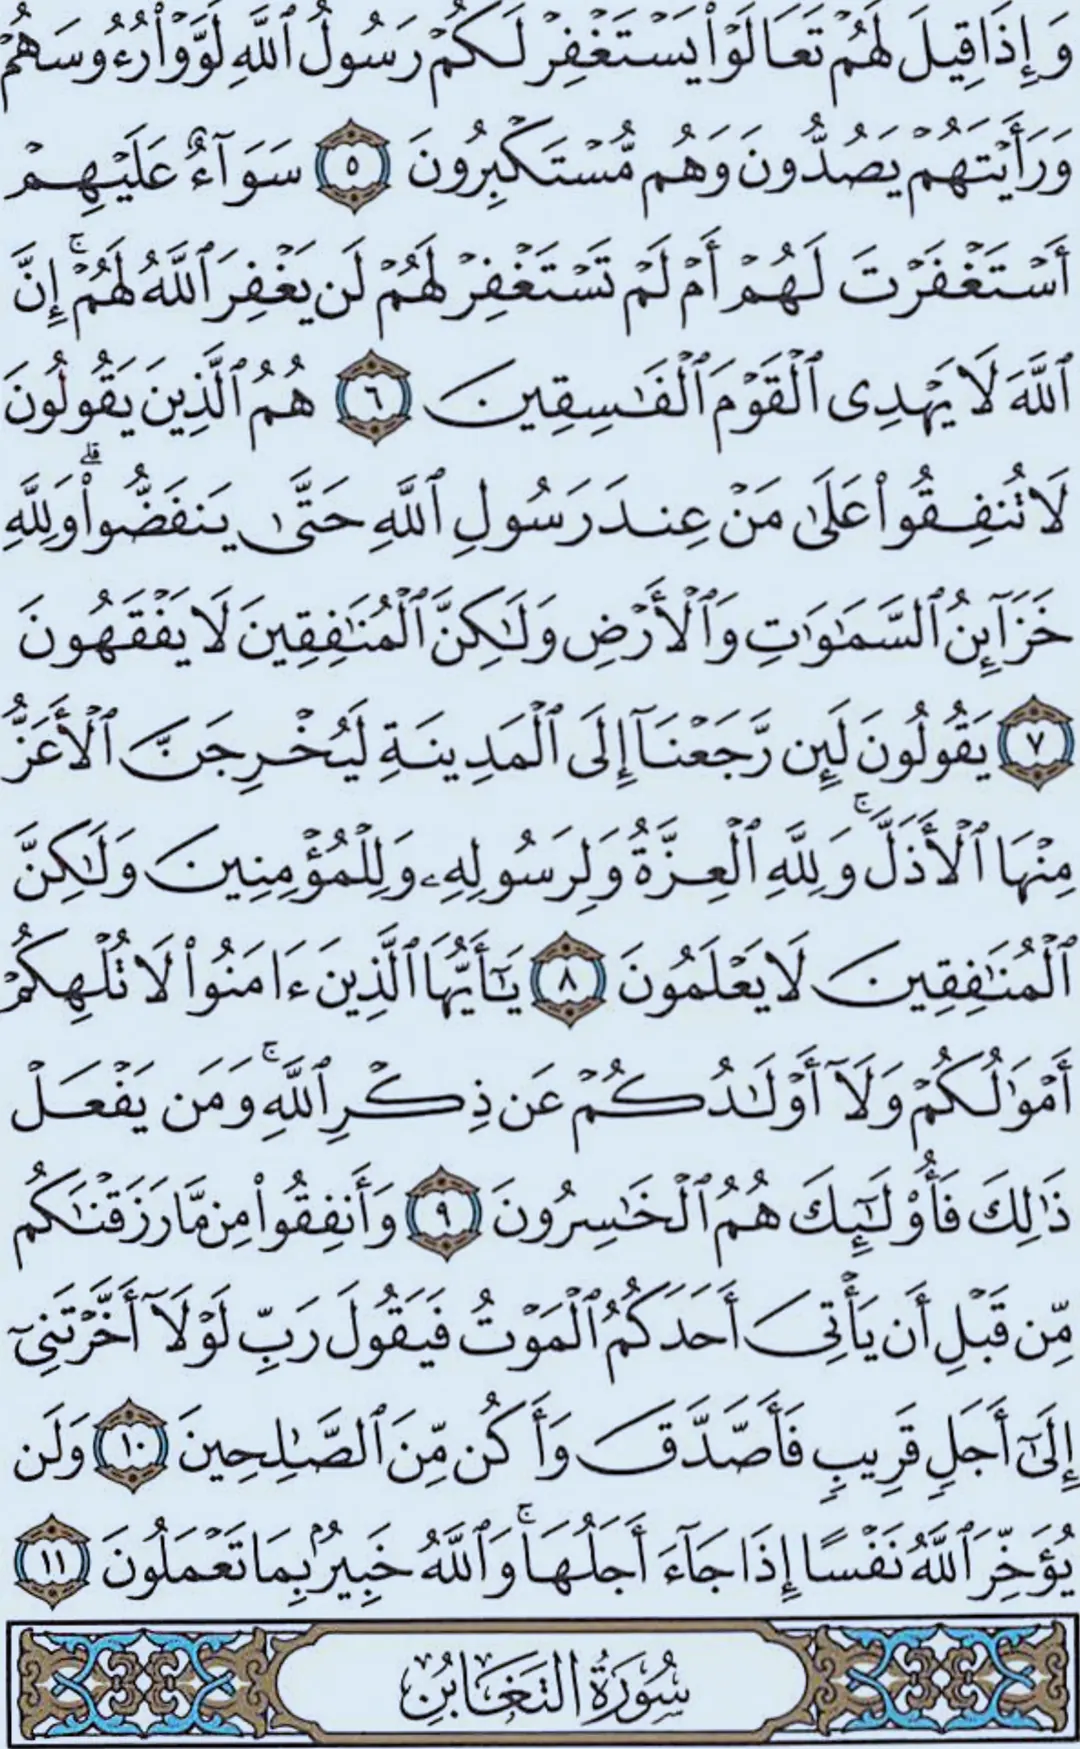 وَإِذَا قِيلَ لَهُمۡ تَعَالَوۡاْ يَسۡتَغۡفِرۡ لَكُمۡ رَسُولُ ٱللَّهِ لَوَّوۡاْ رُءُوسَهُمۡ
وَرَأَيۡتَهُمۡ يَصُدُّونَ وَهُم مُّسۡتَكۡبِرُونَ ٥ سَوَآءٌ عَلَيۡهِمۡ
أَسۡتَغۡفَرۡتَ لَهُمۡ أَمۡ لَمۡ تَسۡتَغۡفِرۡ لَهُمۡ لَن يَغۡفِرَ ٱللَّهُ لَهُمۡۚ إِنَّ
ٱللَّهَ لَا يَهۡدِي ٱلۡقَوۡمَ ٱلۡفَٰسِقِينَ ٦ هُمُ ٱلَّذِينَ يَقُولُونَ
لَا تُنفِقُواْ عَلَىٰ مَنۡ عِندَ رَسُولِ ٱللَّهِ حَتَّىٰ يَنفَضُّواْۗ وَلِلَّهِ
خَزَآئِنُ ٱلسَّمَٰوَٰتِ وَٱلۡأَرۡضِ وَلَٰكِنَّ ٱلۡمُنَٰفِقِينَ لَا يَفۡقَهُونَ
٧ يَقُولُونَ لَئِن رَّجَعۡنَآ إِلَى ٱلۡمَدِينَةِ لَيُخۡرِجَنَّ ٱلۡأَعَزُّ
مِنۡهَا ٱلۡأَذَلَّۚ وَلِلَّهِ ٱلۡعِزَّةُ وَلِرَسُولِهِۦ وَلِلۡمُؤۡمِنِينَ وَلَٰكِنَّ
ٱلۡمُنَٰفِقِينَ لَا يَعۡلَمُونَ ٨ يَٰٓأَيُّهَا ٱلَّذِينَ ءَامَنُواْ لَا تُلۡهِكُمۡ
أَمۡوَٰلُكُمۡ وَلَآ أَوۡلَٰدُكُمۡ عَن ذِكۡرِ ٱللَّهِۚ وَمَن يَفۡعَلۡ
ذَٰلِكَ فَأُوْلَٰٓئِكَ هُمُ ٱلۡخَٰسِرُونَ ٩ وَأَنفِقُواْ مِن مَّا رَزَقۡنَٰكُم
مِّن قَبۡلِ أَن يَأۡتِيَ أَحَدَكُمُ ٱلۡمَوۡتُ فَيَقُولَ رَبِّ لَوۡلَآ أَخَّرۡتَنِيٓ
إِلَىٰٓ أَجَلٖ قَرِيبٖ فَأَصَّدَّقَ وَأَكُن مِّنَ ٱلصَّٰلِحِينَ ١٠ وَلَن
يُؤَخِّرَ ٱللَّهُ نَفۡسًا إِذَا جَآءَ أَجَلُهَاۚ وَٱللَّهُ خَبِيرُۢ بِمَا تَعۡمَلُونَ ١١
سُورَةُ التَّغَابُنِ